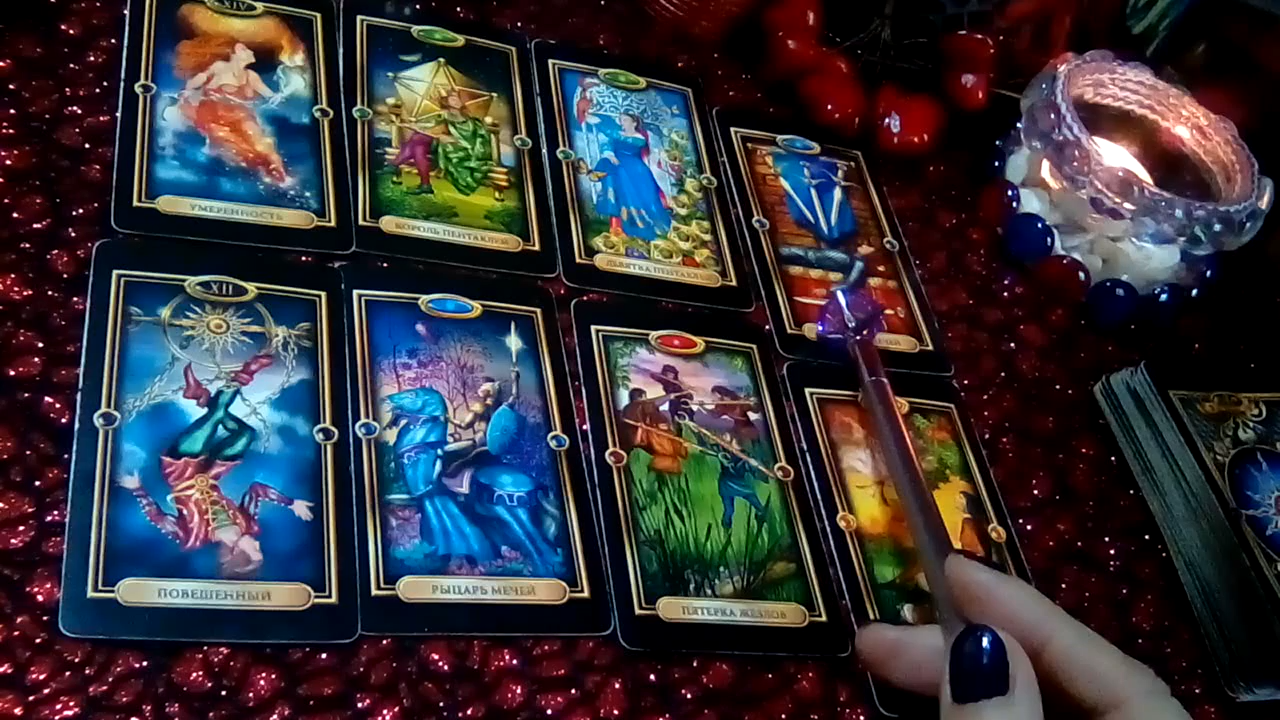 XIV
УМЕРЕННОСТЬ
КОРОЛЬ ПЕНТАКЛЕЙ
ДЕВЯТКА ПЕНТАКЛЕЙ
XII
ПОВЕШЕННЫЙ
РЫЦАРЬ МЕЧЕЙ
ПЯТЕРКА ЖЕЗЛОВ